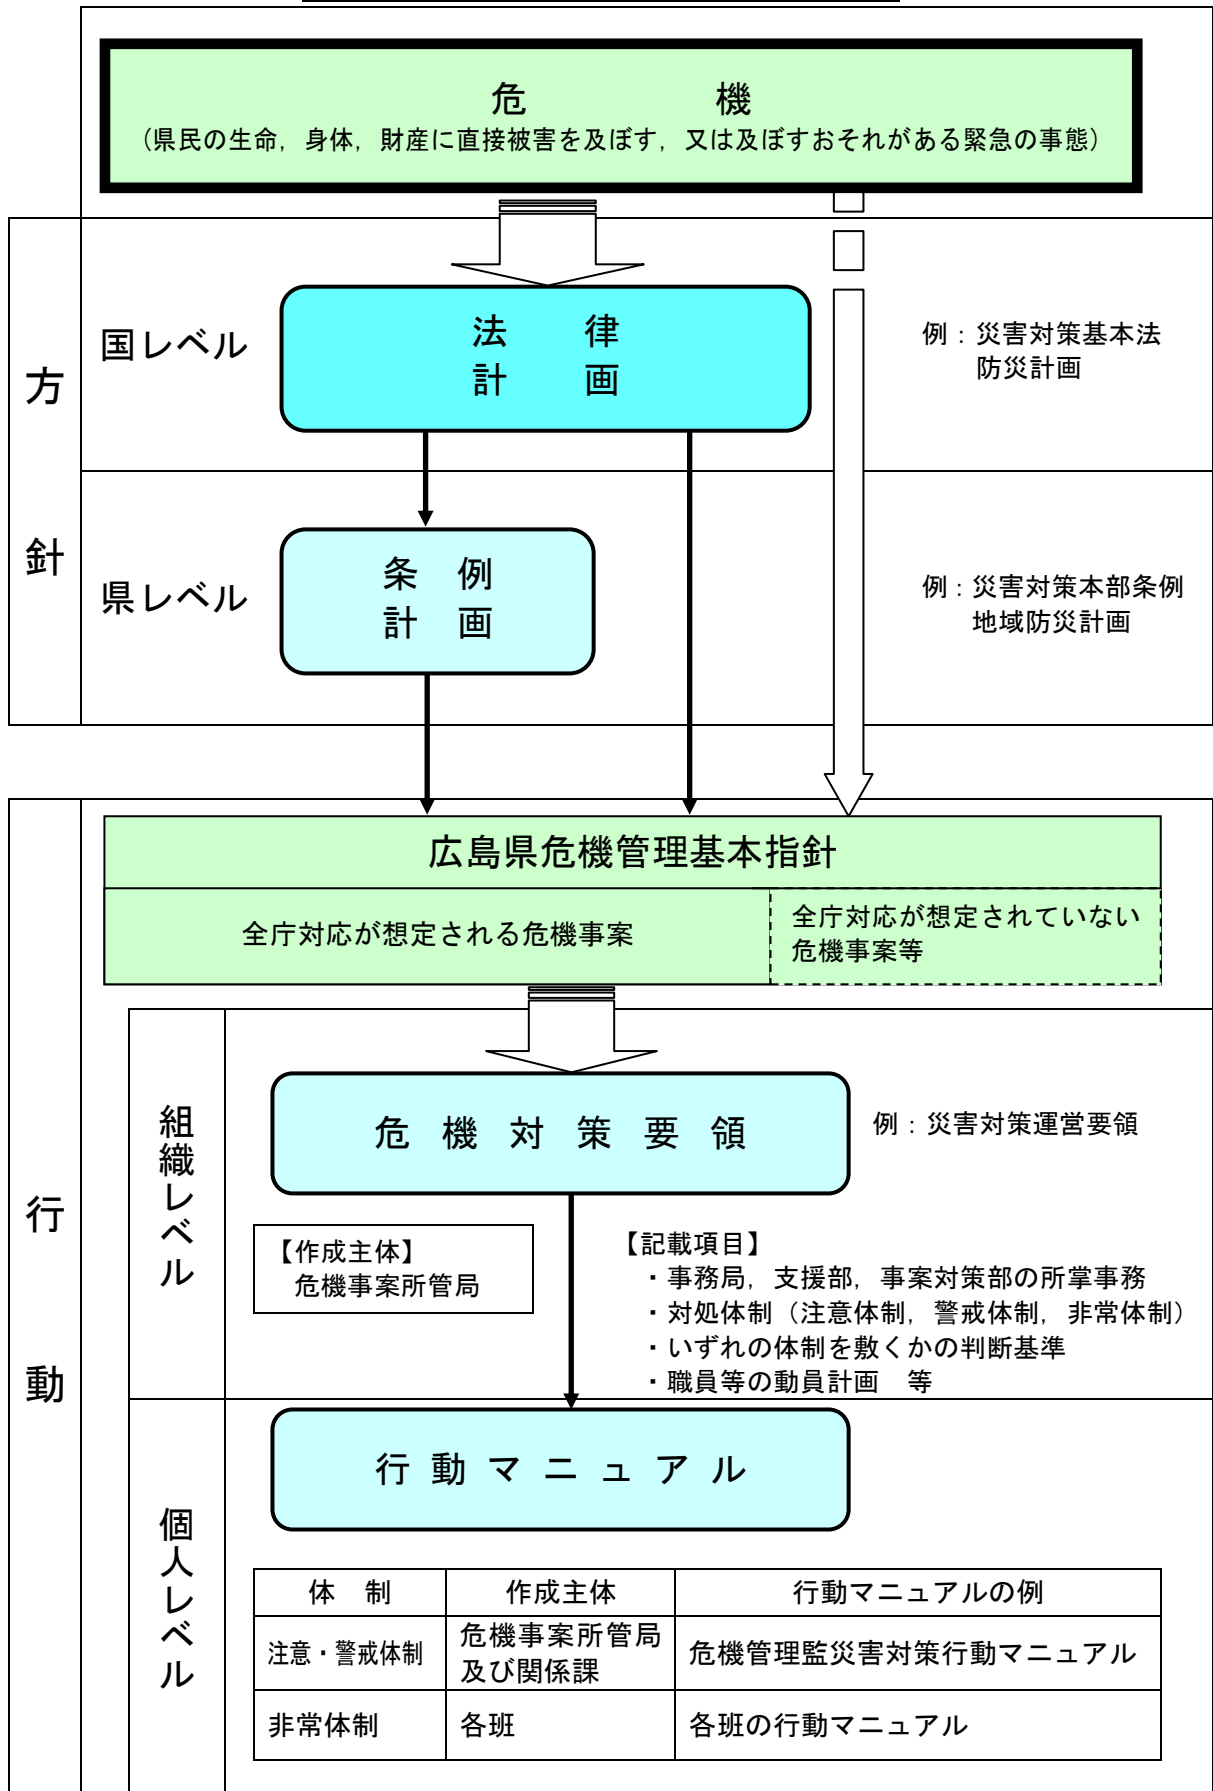 危　　機
（県民の生命，身体，財産に直接被害を及ぼす，又は及ぼすおそれがある緊急の事態）
方針
国レベル
法　律
計　画
例：災害対策基本法
防災計画
県レベル
条　例
計　画
例：災害対策本部条例
地域防災計画
行動
広島県危機管理基本指針
全庁対応が想定される危機事案
全庁対応が想定されていない
危機事案等
組織レベル
危機対策要領
例：災害対策運営要領
【作成主体】
危機事案所管局
【記載項目】
・事務局，支援部，事案対策部の所掌事務
・対処体制（注意体制，警戒体制，非常体制）
・いずれの体制を敷くかの判断基準
・職員等の動員計画　等
個人レベル
行動マニュアル
体　制　作成主体　行動マニュアルの例
注意・警戒体制　危機事案所管局
及び関係課　危機管理監災害対策行動マニュアル
非常体制　各班　各班の行動マニュアル